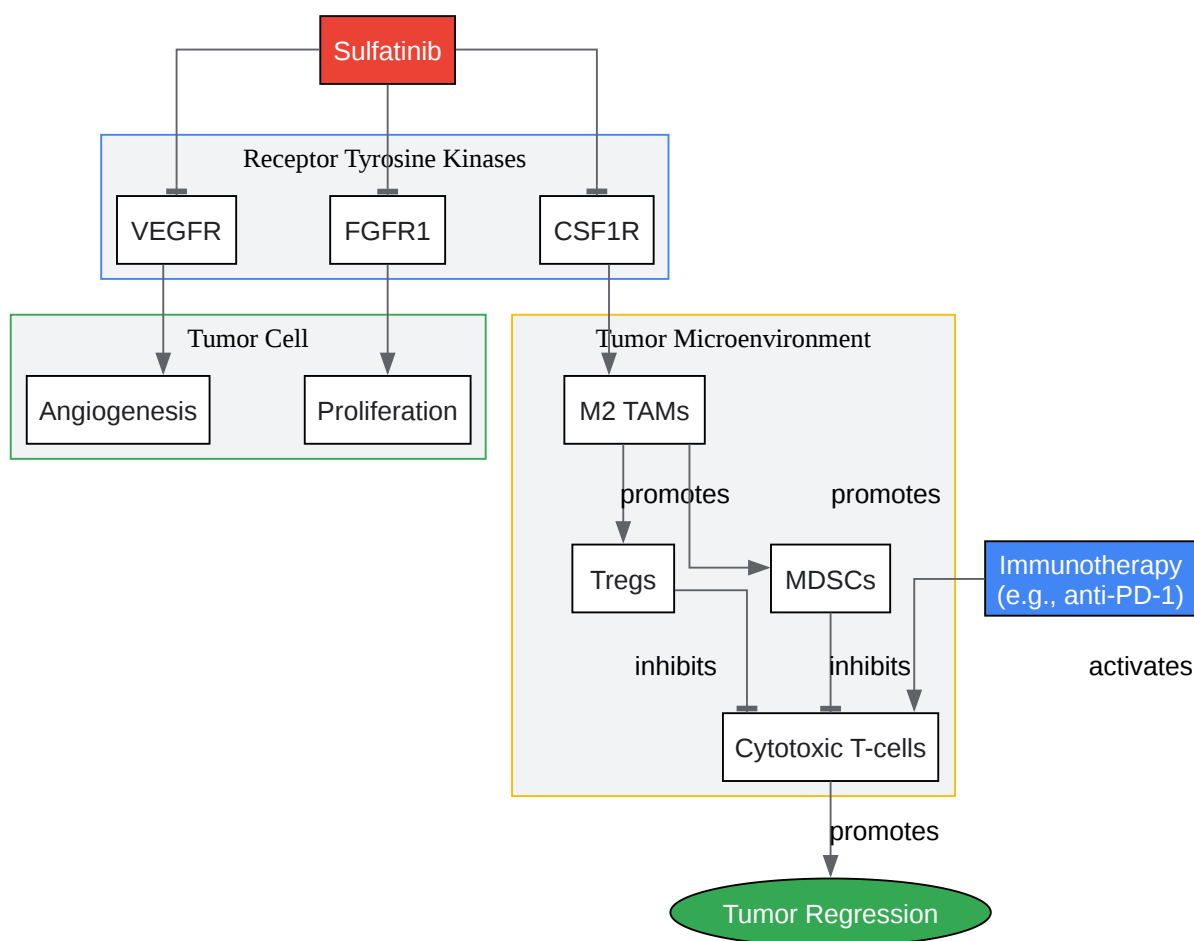 Sulfatinib
Receptor Tyrosine Kinases
VEGFR
FGFR1
CSF1R
Tumor Cell
Tumor Microenvironment
Angiogenesis
Proliferation
M2 TAMs
promotes
promotes
Tregs
MDSCs
Immunotherapy
(e.g., anti-PD-1)
inhibits
inhibits
activates
Cytotoxic T-cells
promotes
Tumor Regression